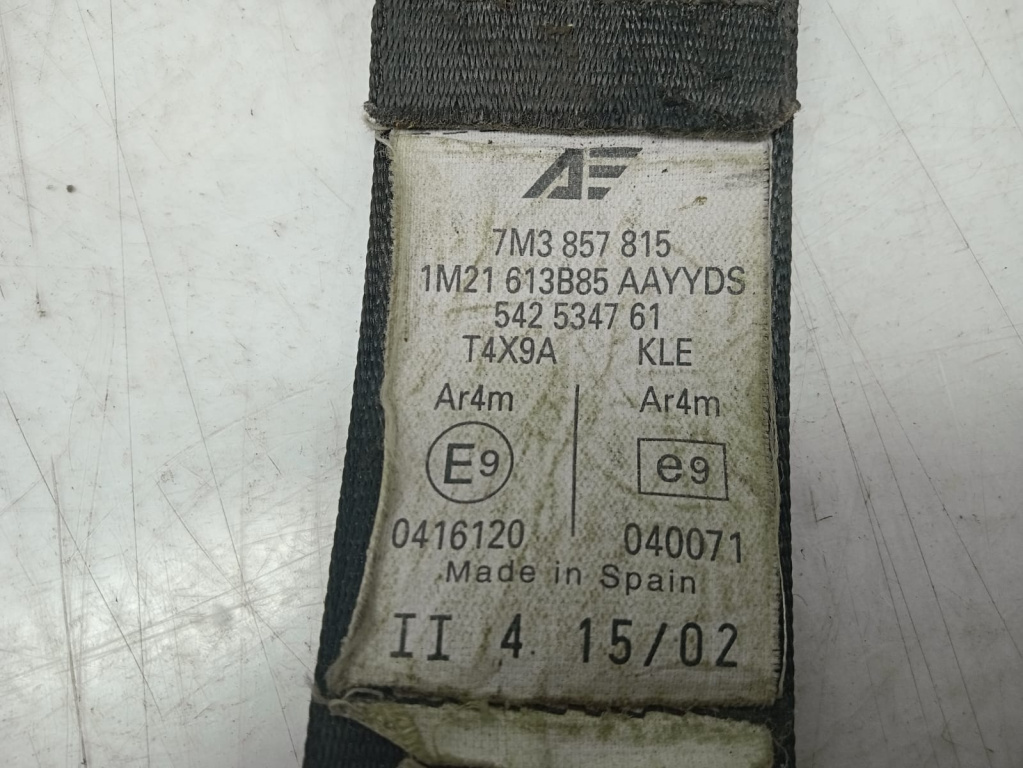 AE
7M3 857 815
1M21 613B85 AAYYDS
542 5347 61
T4X9A KLE
Ar4m Ar4m
E9 e9
0416120 040071
Made in Spain
II 4 15/02